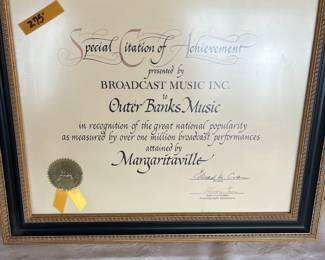 295
Special Citation of Achievement
presented by
BROADCAST MUSIC INC.
to
Outer Banks Music
in recognition of the great national popularity
as measured by over one million broadcast performances
attained by
Margaritaville